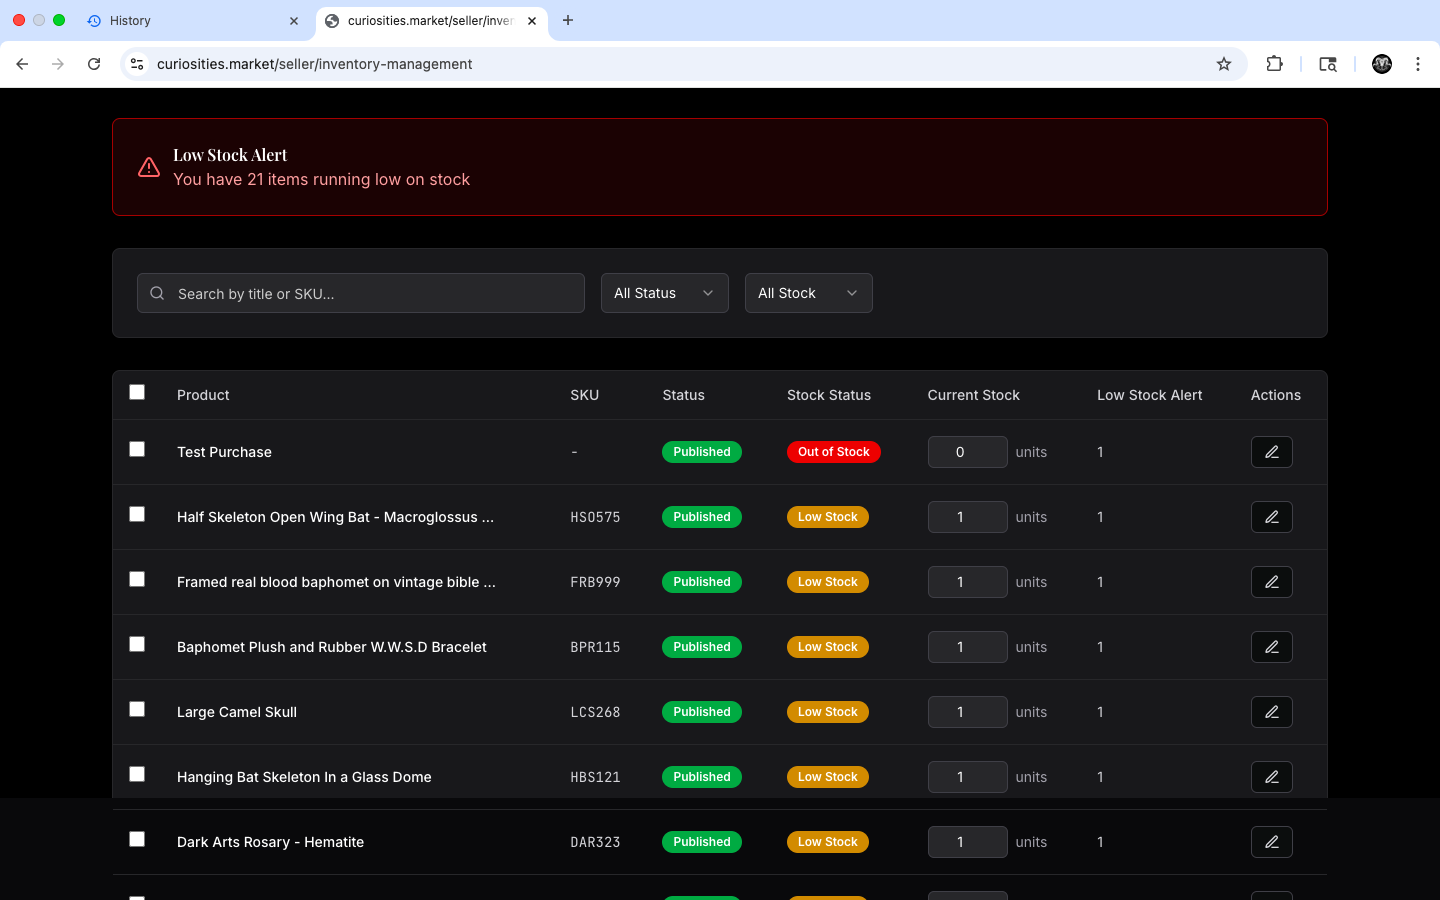 History
curiosities.market/seller/inver
curiosities.market/seller/inventory-management
Low Stock Alert
You have 21 items running low on stock
Search by title or SKU...
All Status
All Stock
Product SKU Status Stock Status Current Stock Low Stock Alert Actions
Test Purchase - Published Out of Stock 0 units 1
Half Skeleton Open Wing Bat - Macroglossus ... HSO575 Published Low Stock 1 units 1
Framed real blood baphomet on vintage bible ... FRB999 Published Low Stock 1 units 1
Baphomet Plush and Rubber W.W.S.D Bracelet BPR115 Published Low Stock 1 units 1
Large Camel Skull LCS268 Published Low Stock 1 units 1
Hanging Bat Skeleton In a Glass Dome HBS121 Published Low Stock 1 units 1
Dark Arts Rosary - Hematite DAR323 Published Low Stock 1 units 1